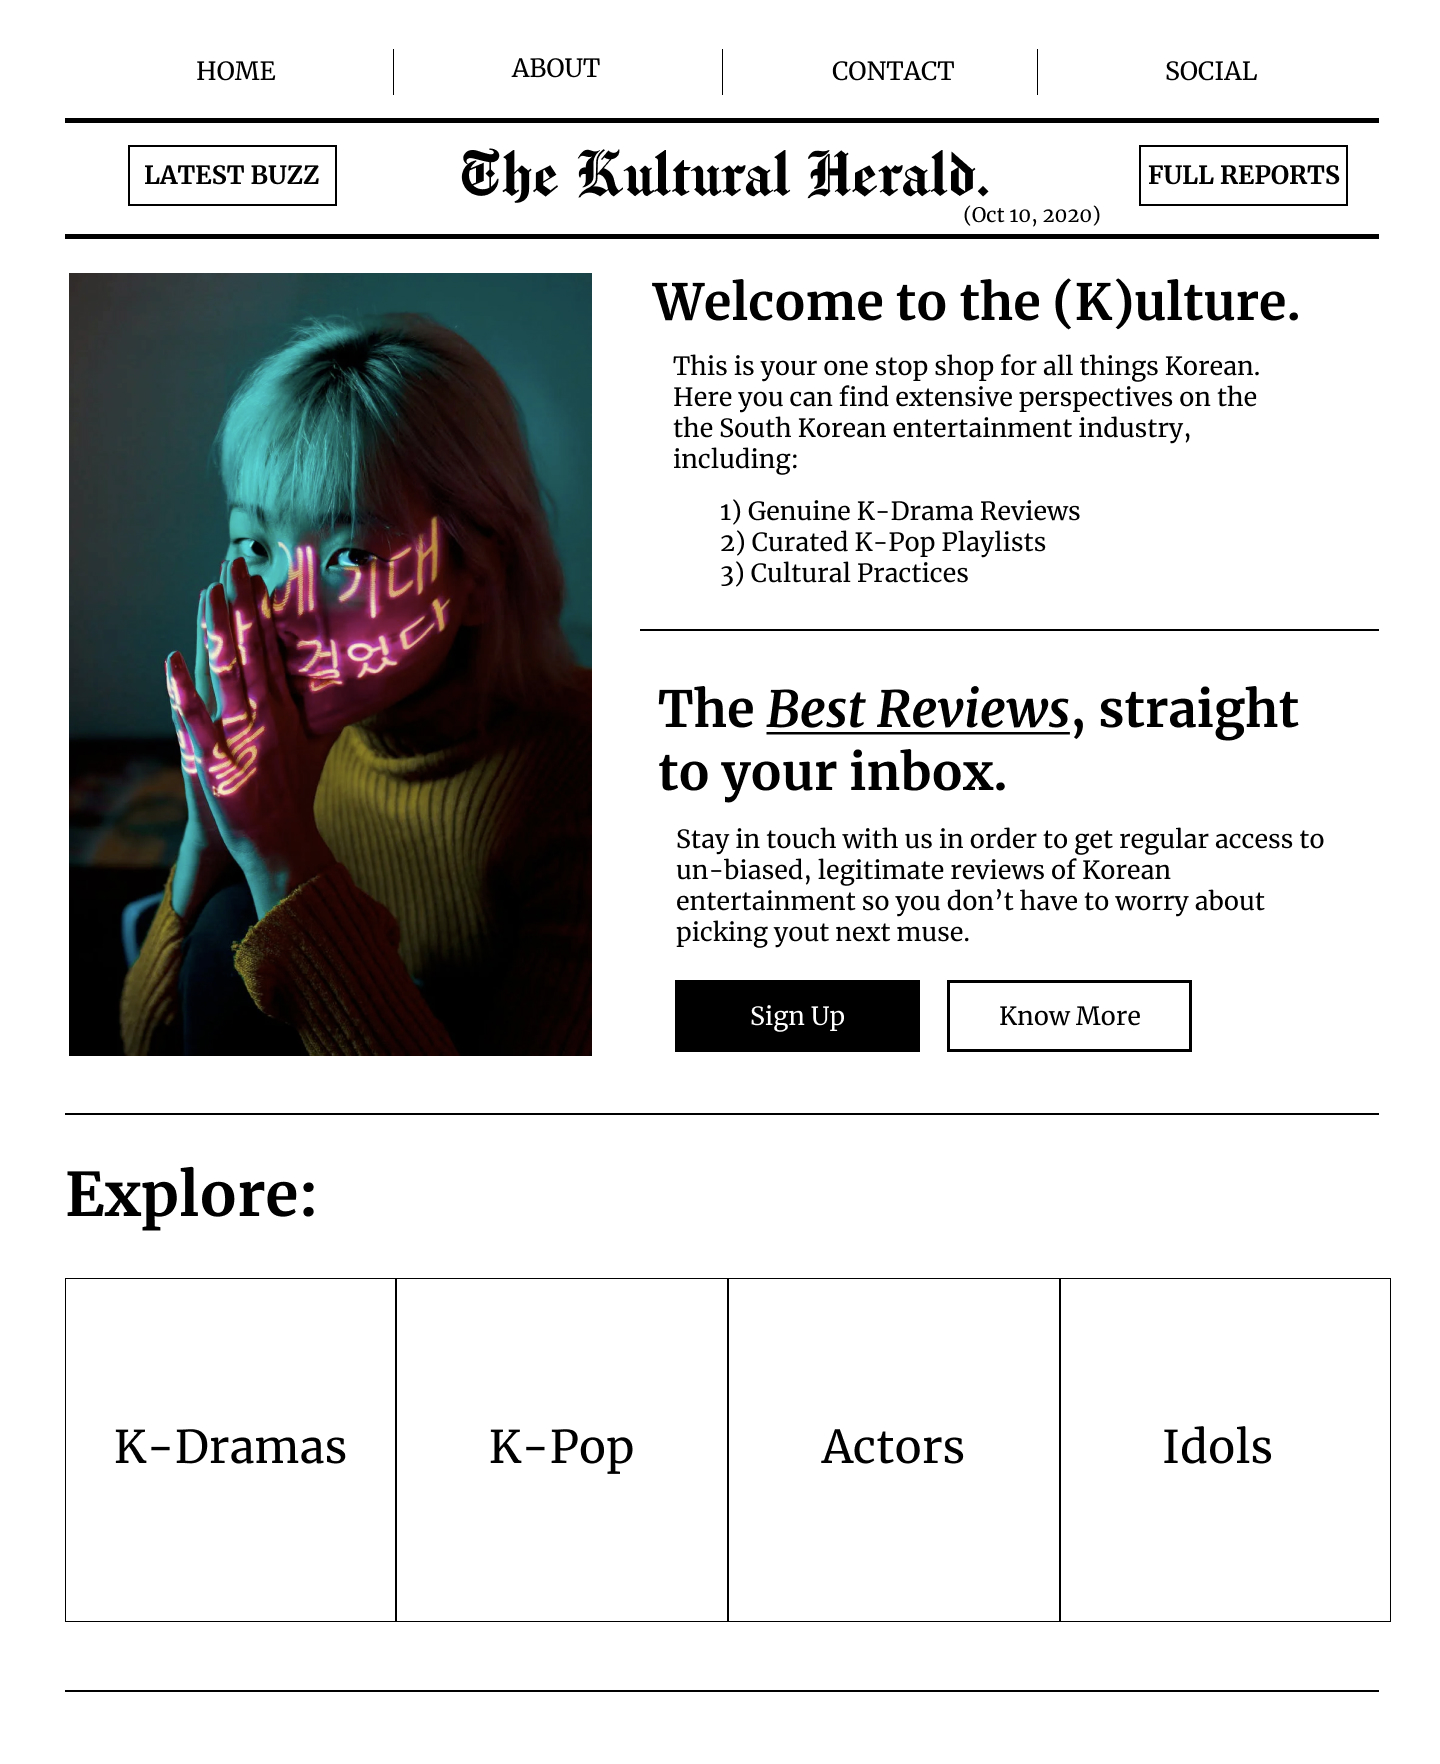 HOME
ABOUT
CONTACT
SOCIAL
LATEST BUZZ
The Kultural Herald.
(Oct 10, 2020)
FULL REPORTS
에 기대
걸었다
Welcome to the (K)ulture.
This is your one stop shop for all things Korean.
Here you can find extensive perspectives on the
the South Korean entertainment industry,
including:
1) Genuine K-Drama Reviews
2) Curated K-Pop Playlists
3) Cultural Practices
The Best Reviews, straight
to your inbox.
Stay in touch with us in order to get regular access to
un-biased, legitimate reviews of Korean
entertainment so you don’t have to worry about
picking yout next muse.
Sign Up
Know More
Explore:
K-Dramas
K-Pop
Actors
Idols